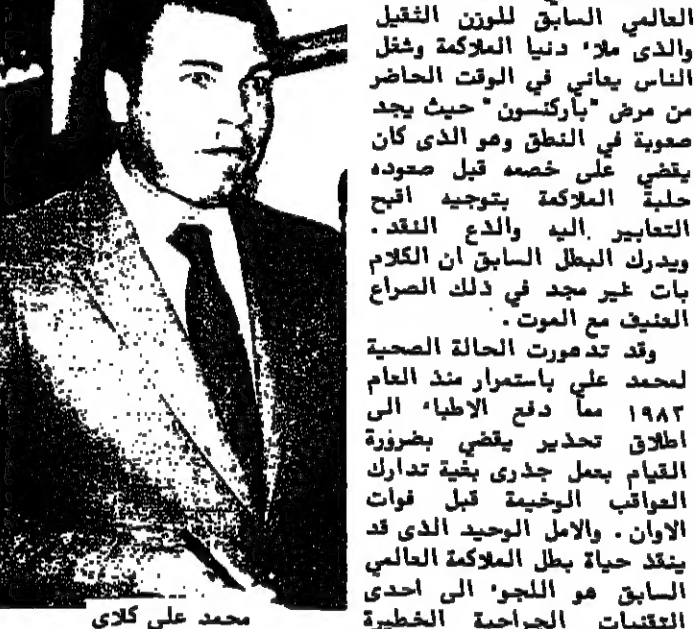 العالمي السابق للوزن الثقيل
والذى ملاء دنيا الملاكمة وشغل
الناس يعاني في الوقت الحاضر
من مرض "باركنسون" حيث يجد
صعوبة في النطق وهو الذى كان
يقضي على خصمه قبل صعوده
حلبة الملاكمة بتوجيه اقبح
التعابير اليه والذع النقد .
ويدرك البطل السابق ان الكلام
بات غير مجد في ذلك الصراع
العنيف مع الموت .
وقد تدهورت الحالة الصحية
لمحمد علي باستمرار منذ العام
١٩٨٣ مما دفع الاطباء الى
اطلاق تحذير يقضي بضرورة
القيام بعمل جذرى بغية تدارك
العواقب الوخيمة قبل فوات
الاوان . والامل الوحيد الذى قد
ينقذ حياة بطل الملاكمة العالمي
السابق هو اللجوء الى احدى
التقنيات الجراحية الخطيرة
محمد علي كلاى